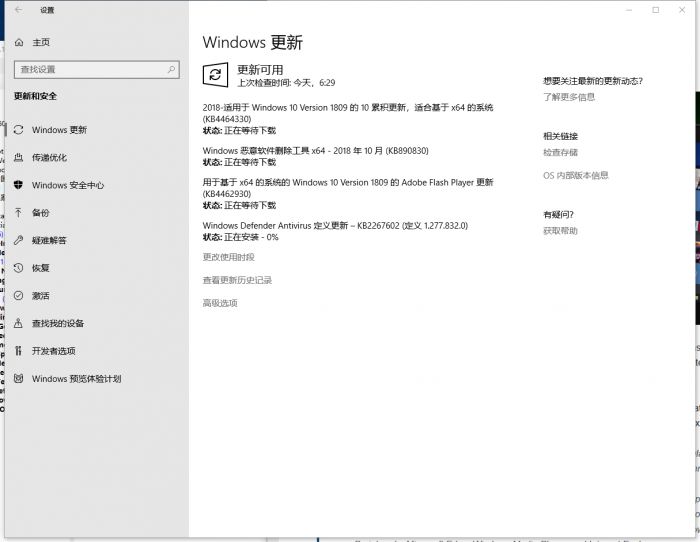 设置
主页
查找设置
更新和安全
Windows 更新
传递优化
Windows 安全中心
备份
疑难解答
恢复
激活
查找我的设备
开发者选项
Windows 预览体验计划
Windows 更新
更新可用
上次检查时间: 今天，6:29
2018-适用于 Windows 10 Version 1809 的 10 累积更新，适合基于 x64 的系统
(KB4464330)
状态: 正在等待下载
Windows 恶意软件删除工具 x64 - 2018 年 10 月 (KB890830)
状态: 正在等待下载
用于基于 x64 的系统的 Windows 10 Version 1809 的 Adobe Flash Player 更新
(KB4462930)
状态: 正在等待下载
Windows Defender Antivirus 定义更新 – KB2267602 (定义 1.277.832.0)
状态: 正在安装 - 0%
更改使用时段
查看更新历史记录
高级选项
想要关注最新的更新动态?
了解更多信息
相关链接
检查存储
OS 内部版本信息
有疑问?
获取帮助